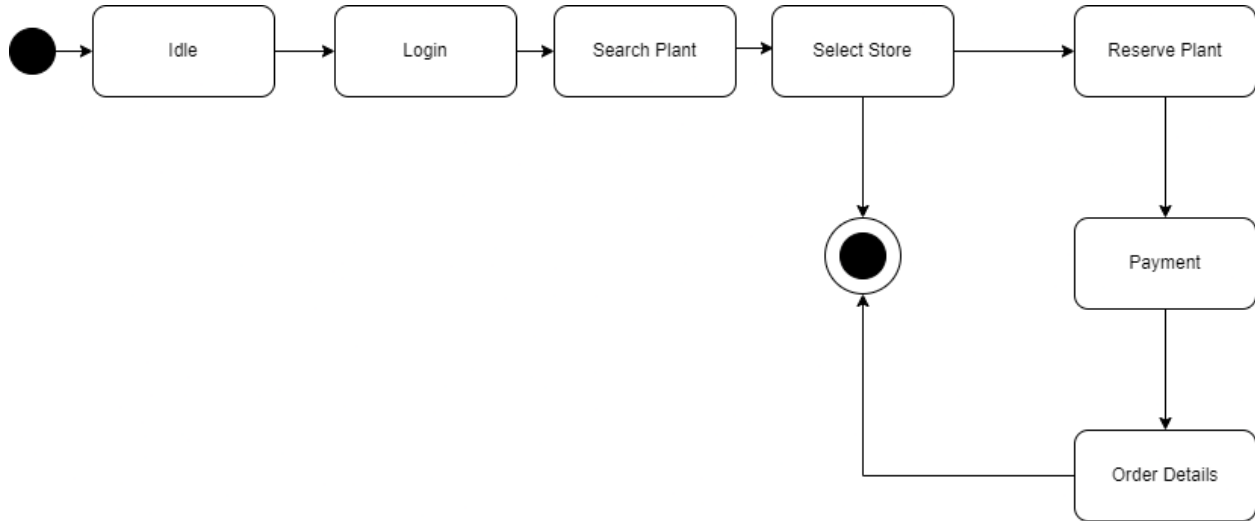 Idle
Login
Search Plant
Select Store
Reserve Plant
Payment
Order Details